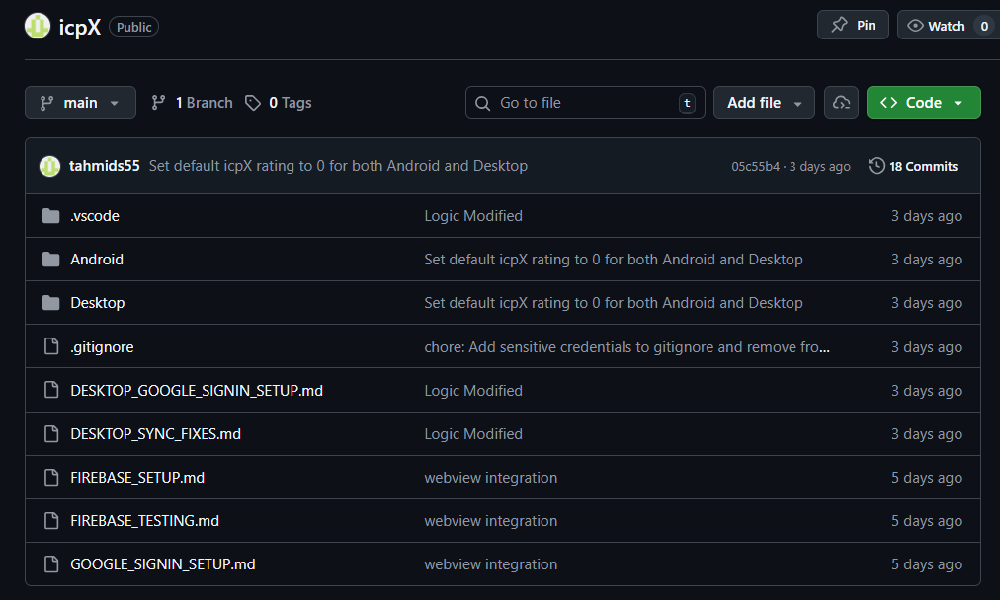 icpX Public Pin Watch 0
main 1 Branch 0 Tags Go to file t Add file Code
tahmids55 Set default icpX rating to 0 for both Android and Desktop 05c55b4 · 3 days ago 18 Commits
.vscode Logic Modified 3 days ago
Android Set default icpX rating to 0 for both Android and Desktop 3 days ago
Desktop Set default icpX rating to 0 for both Android and Desktop 3 days ago
.gitignore chore: Add sensitive credentials to gitignore and remove fro... 3 days ago
DESKTOP_GOOGLE_SIGNIN_SETUP.md Logic Modified 3 days ago
DESKTOP_SYNC_FIXES.md Logic Modified 3 days ago
FIREBASE_SETUP.md webview integration 5 days ago
FIREBASE_TESTING.md webview integration 5 days ago
GOOGLE_SIGNIN_SETUP.md webview integration 5 days ago